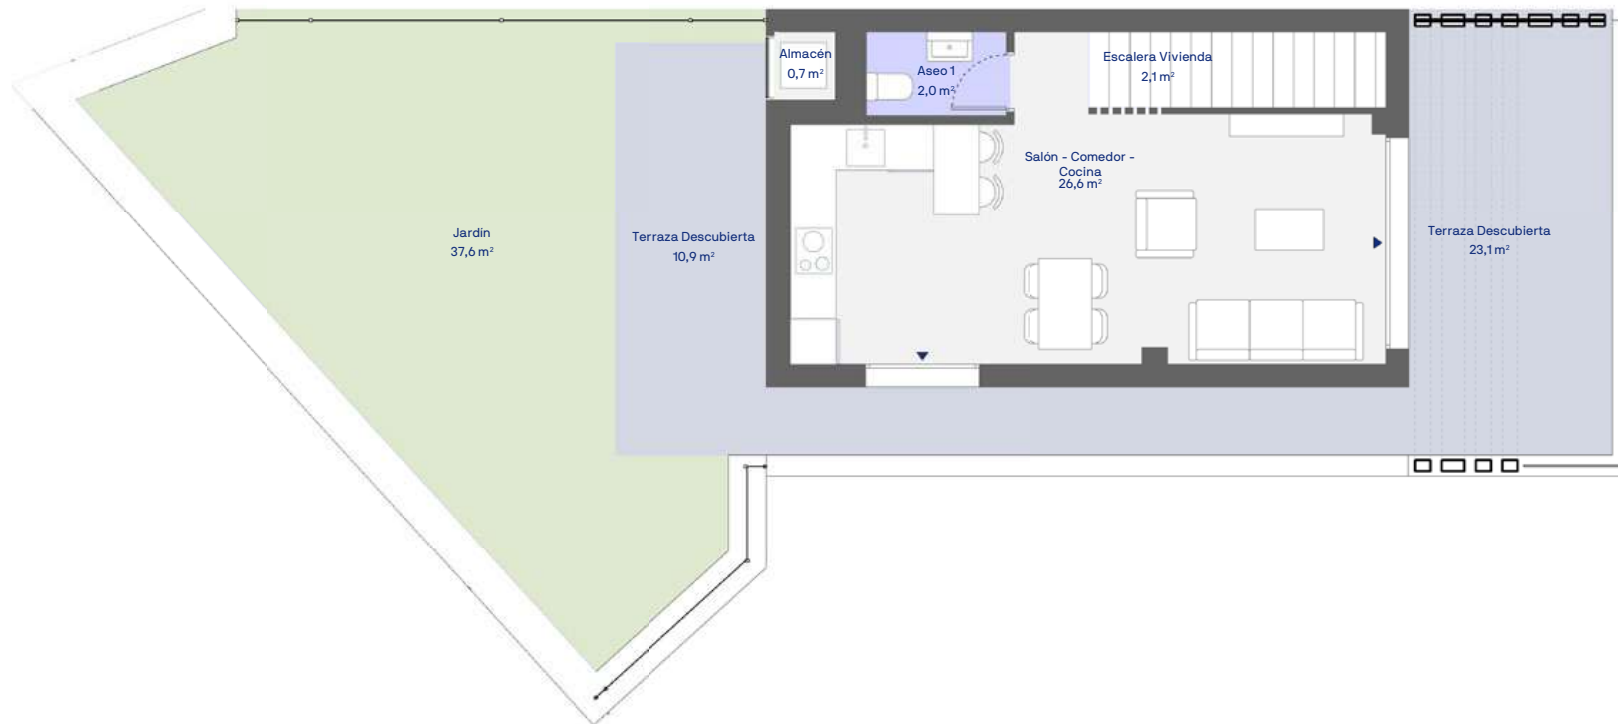 Almacén
0,7 m²
Aseo 1
2,0 m²
Escalera Vivienda
2,1 m²
Salón - Comedor -
Cocina
26,6 m²
Jardín
37,6 m²
Terraza Descubierta
10,9 m²
Terraza Descubierta
23,1 m²